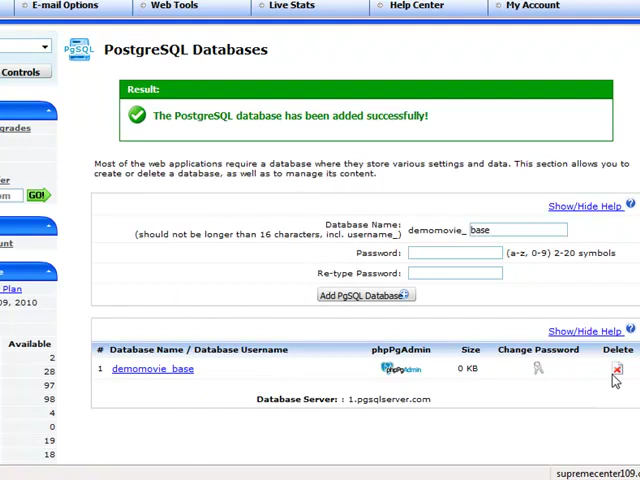 E-mail Options
Web Tools
Live Stats
Help Center
My Account
PgSQL
PostgreSQL Databases
Controls
Result:
The PostgreSQL database has been added successfully!
Most of the web applications require a database where they store various settings and data. This section allows you to
create or delete a database, as well as to manage its content.
Show/Hide Help ?
Database Name:
(should not be longer than 16 characters, incl. username_)
demomovie_ base
Password:
(a-z, 0-9) 2-20 symbols
Re-type Password:
Add PgSQL Database
Show/Hide Help ?
# Database Name / Database Username phpPgAdmin Size Change Password Delete
1 demomovie_base phpPgAdmin 0 KB
Database Server : 1.pgsqlserver.com
GO!
Plan
09, 2010
Available
2
28
97
98
4
0
19
18